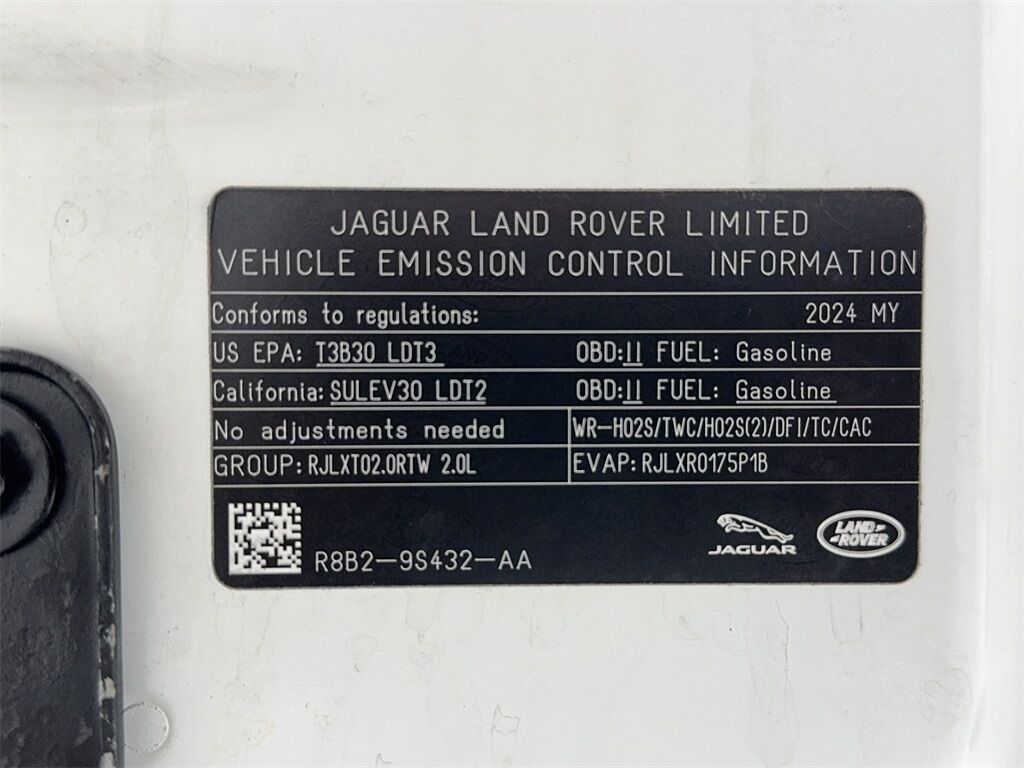 JAGUAR LAND ROVER LIMITED
VEHICLE EMISSION CONTROL INFORMATION
Conforms to regulations: 2024 MY
US EPA: T3B30 LDT3 OBD:II FUEL: Gasoline
California: SULEV30 LDT2 OBD:II FUEL: Gasoline
No adjustments needed WR-HO2S/TWC/HO2S(2)/DFI/TC/CAC
GROUP: RJLXT02.0RTW 2.0L EVAP: RJLXR0175P1B
R8B2-9S432-AA
JAGUAR
LAND-
-ROVER